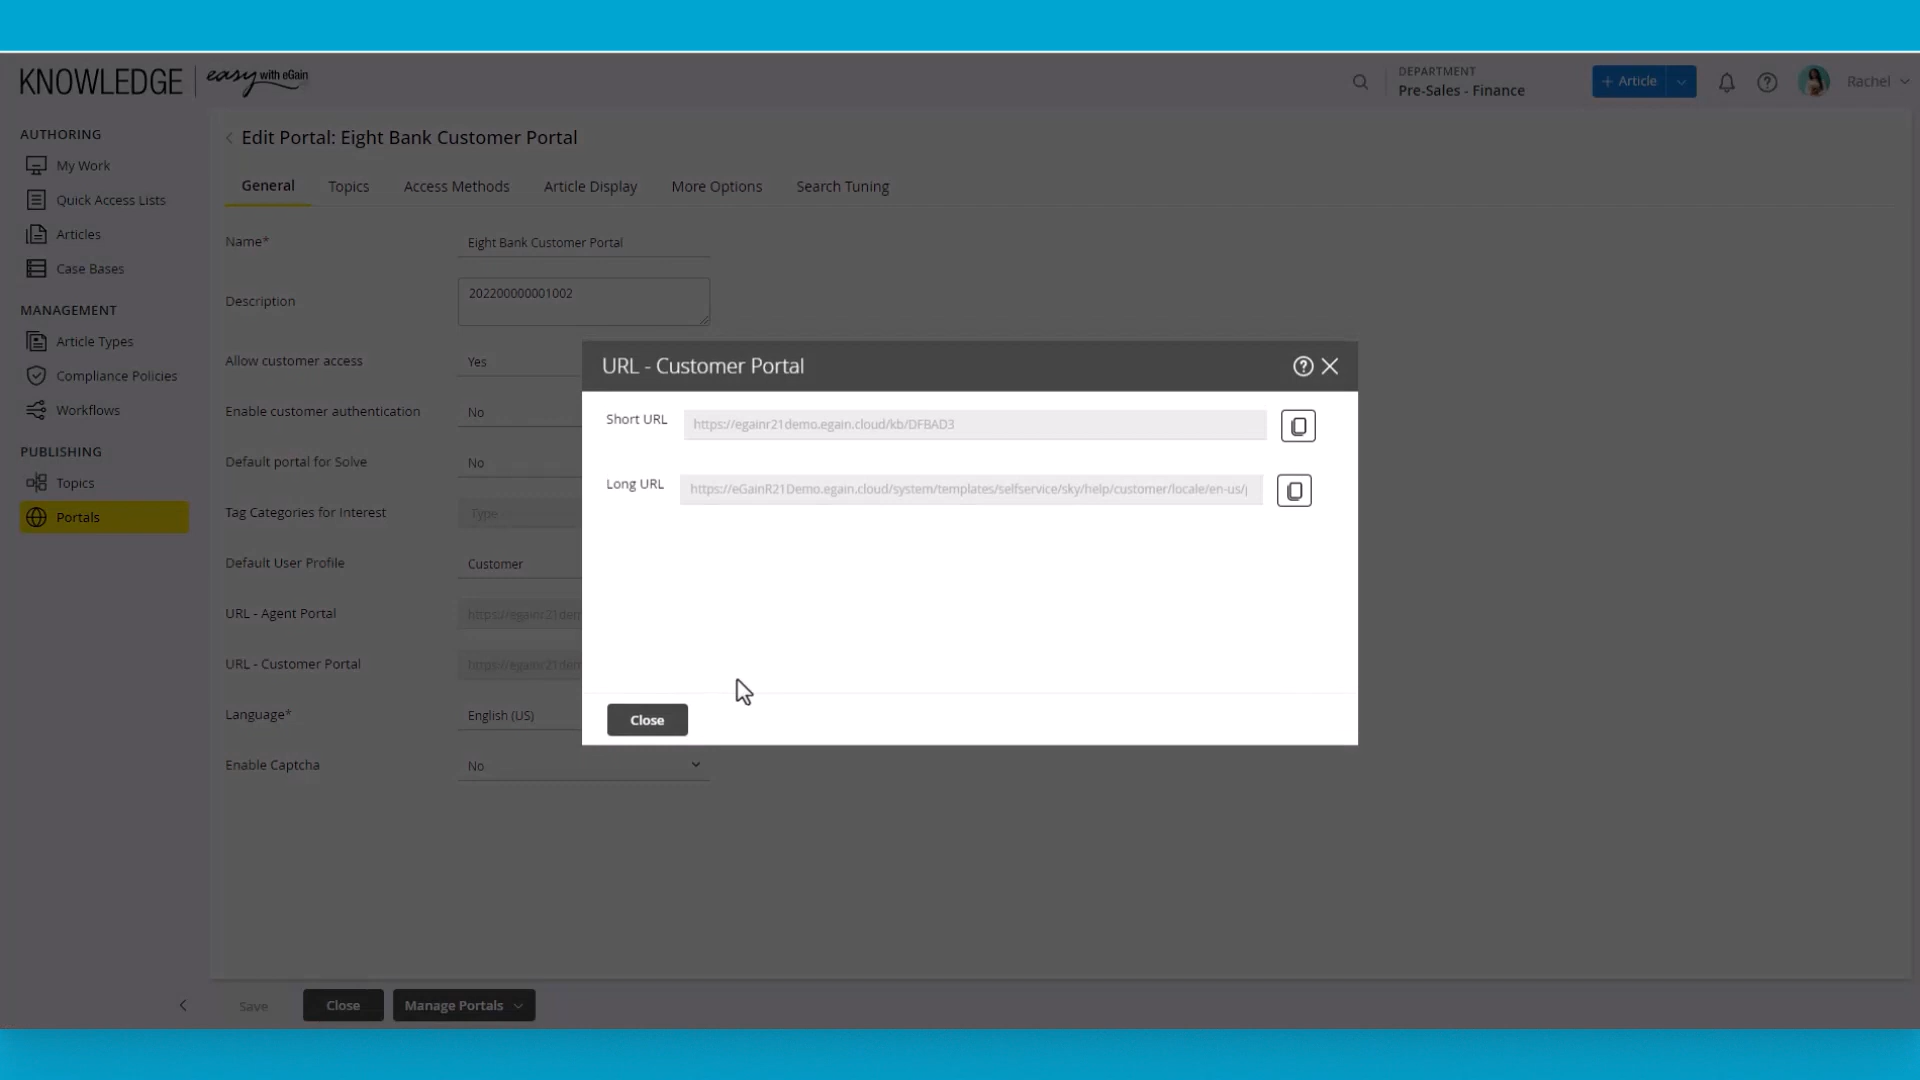 KNOWLEDGE easy with eGain
DEPARTMENT
Pre-Sales - Finance
+ Article
Rachel
AUTHORING
My Work
Quick Access Lists
Articles
Case Bases
MANAGEMENT
Article Types
Compliance Policies
Workflows
PUBLISHING
Topics
Portals
Edit Portal: Eight Bank Customer Portal
General Topics Access Methods Article Display More Options Search Tuning
Name* Eight Bank Customer Portal
Description 202200000001002
Allow customer access Yes
Enable customer authentication No
Default portal for Solve No
Tag Categories for Interest Type
Default User Profile Customer
URL - Agent Portal https://egainr21dem
URL - Customer Portal https://egainr21dem
Language* English (US)
Enable Captcha No
URL - Customer Portal
Short URL https://egainr21demo.egain.cloud/kb/DFBAD3
Long URL https://eGainR21Demo.egain.cloud/system/templates/selfservice/sky/help/customer/locale/en-us/
Close
Save Close Manage Portals